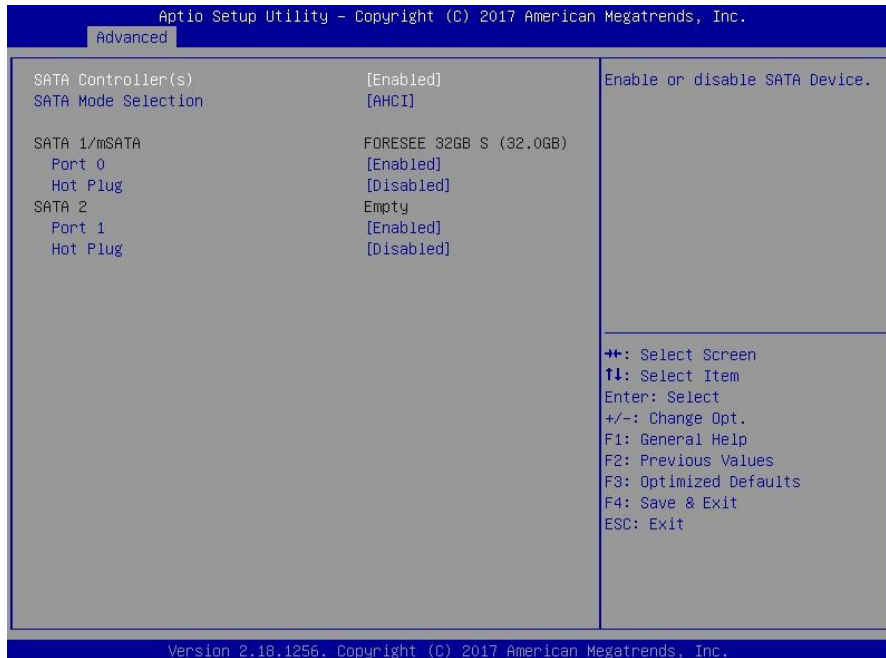 Aptio Setup Utility – Copyright (C) 2017 American Megatrends, Inc.
Advanced
SATA Controller(s) [Enabled]
SATA Mode Selection [AHCI]
SATA 1/mSATA FORESEE 32GB S (32.0GB)
Port 0 [Enabled]
Hot Plug [Disabled]
SATA 2 Empty
Port 1 [Enabled]
Hot Plug [Disabled]
Enable or disable SATA Device.
→←: Select Screen
↑↓: Select Item
Enter: Select
+/-: Change Opt.
F1: General Help
F2: Previous Values
F3: Optimized Defaults
F4: Save & Exit
ESC: Exit
Version 2.18.1256. Copyright (C) 2017 American Megatrends, Inc.